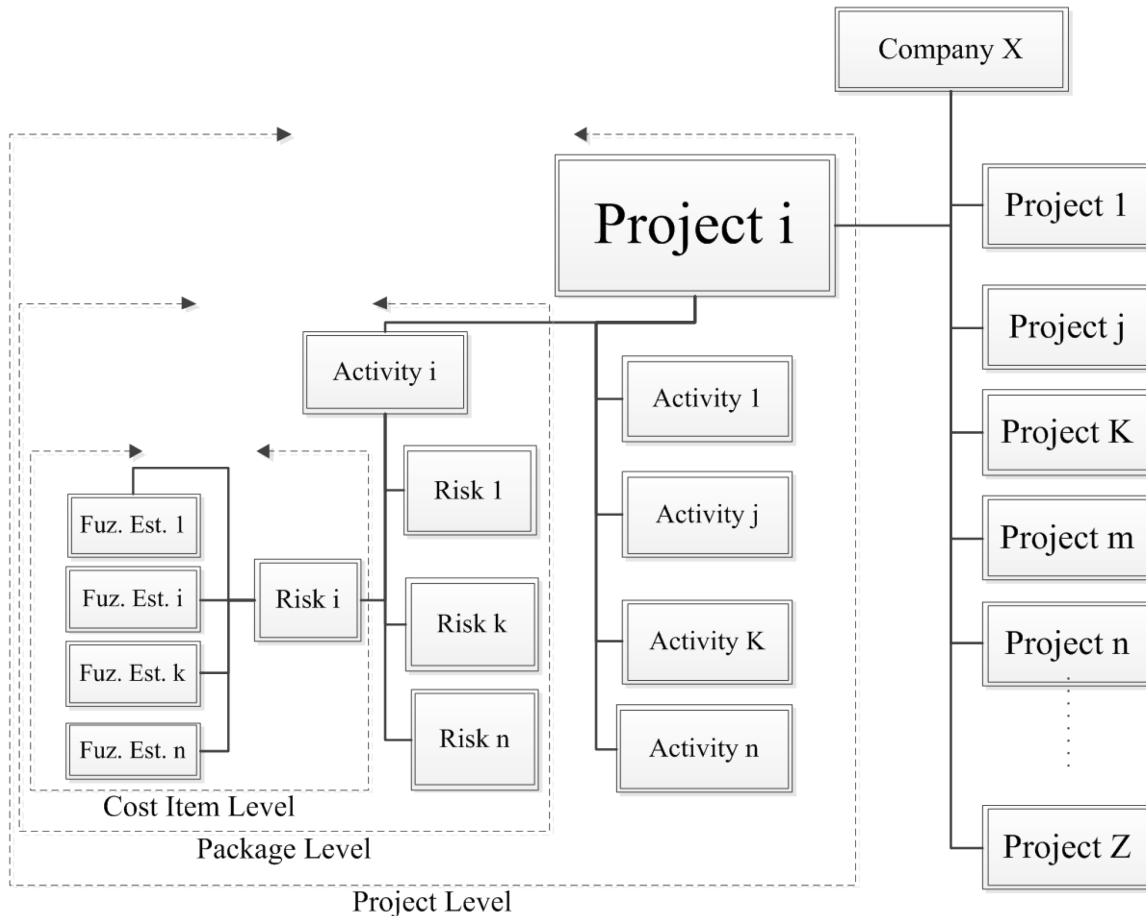 Company X
Project i
Project 1
Project j
Project K
Project m
Project n
Project Z
Activity i
Activity 1
Activity j
Activity K
Activity n
Risk 1
Risk i
Risk k
Risk n
Fuz. Est. 1
Fuz. Est. i
Fuz. Est. k
Fuz. Est. n
Cost Item Level
Package Level
Project Level